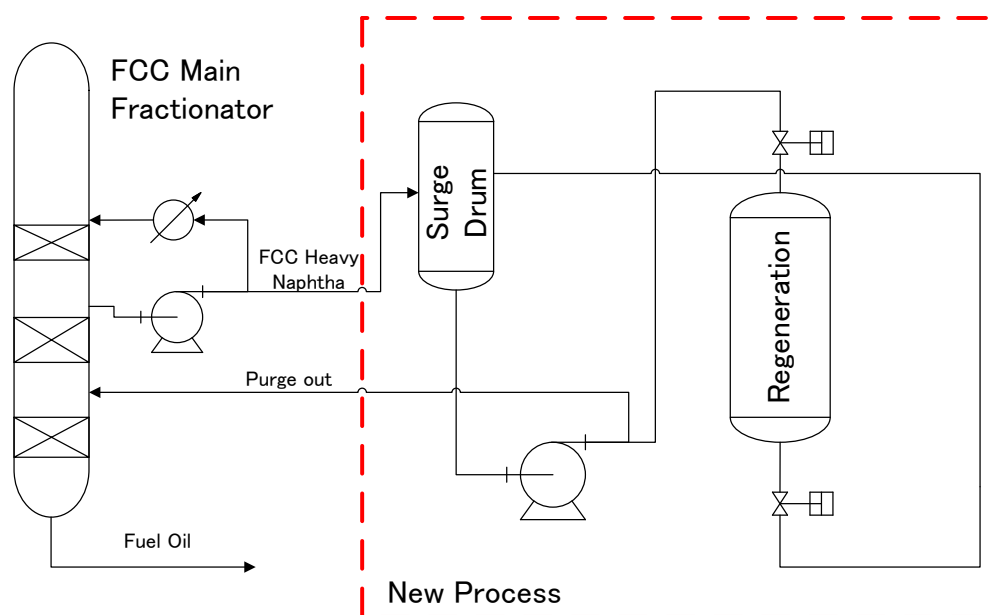 FCC Main
Fractionator
Surge
Drum
FCC Heavy
Naphtha
Regeneration
Purge out
Fuel Oil
New Process